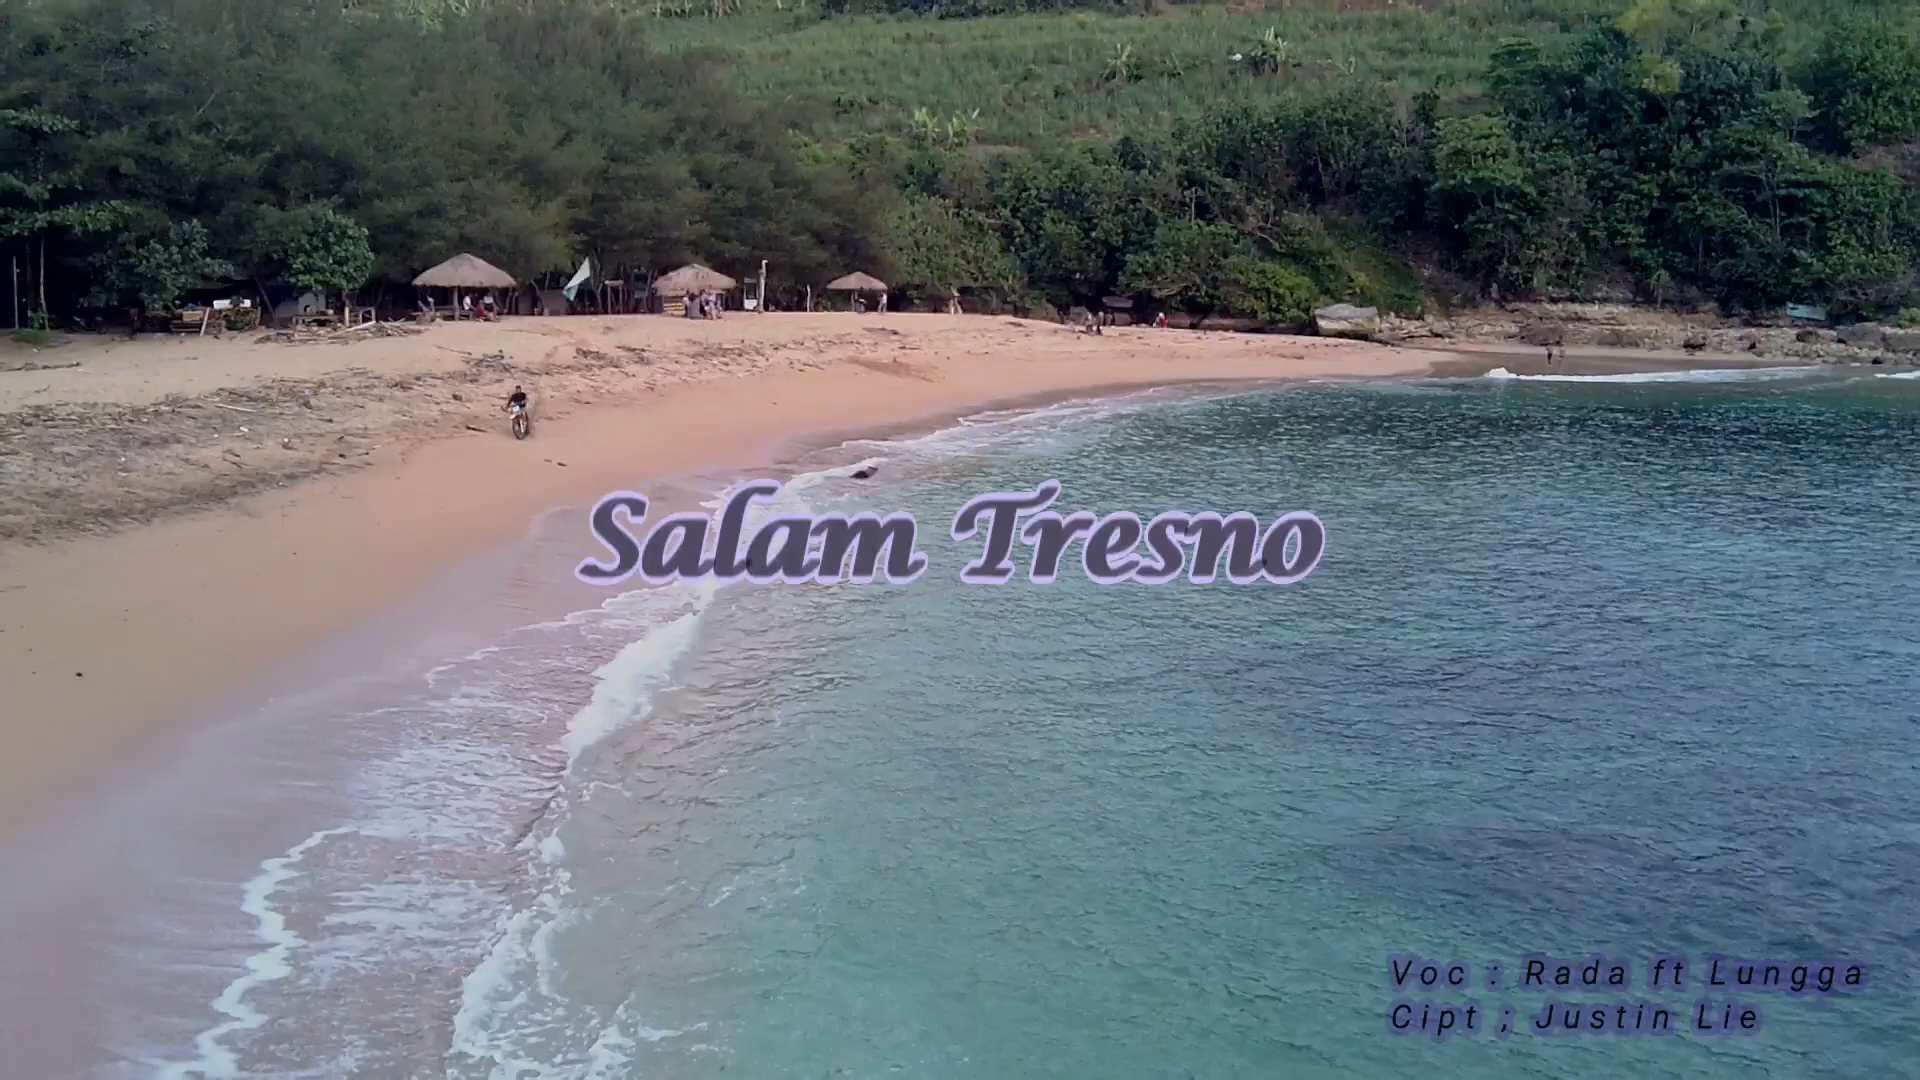 Salam Tresno
Voc : Rada ft Lungga
Cipt ; Justin Lie